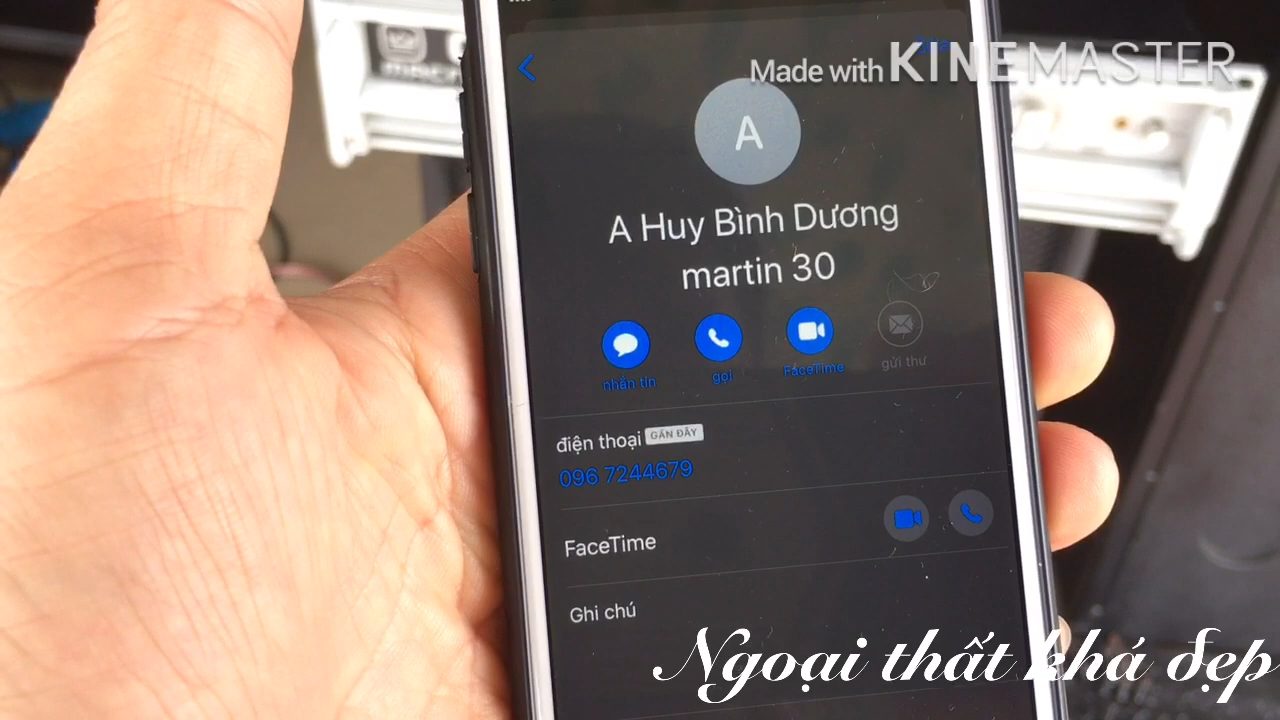 Made with KINEMASTER
A
A Huy Bình Dương
martin 30
nhắn tin
gọi
FaceTime
gửi thư
điện thoại GẦN ĐÂY
096 7244679
FaceTime
Ghi chú
Ngoại thất khá đẹp